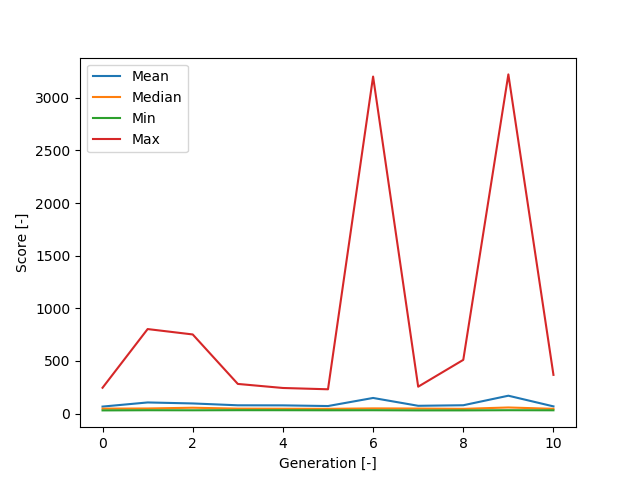 Mean
Median
Min
Max
3000
2500
2000
1500
1000
500
0
Score [-]
0 2 4 6 8 10
Generation [-]